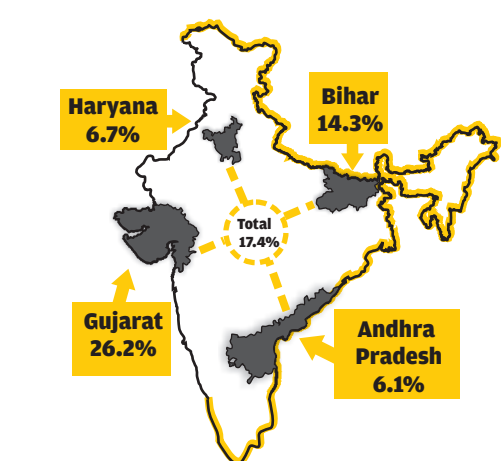 Haryana
6.7%
Bihar
14.3%
Total
17.4%
Gujarat
26.2%
Andhra
Pradesh
6.1%